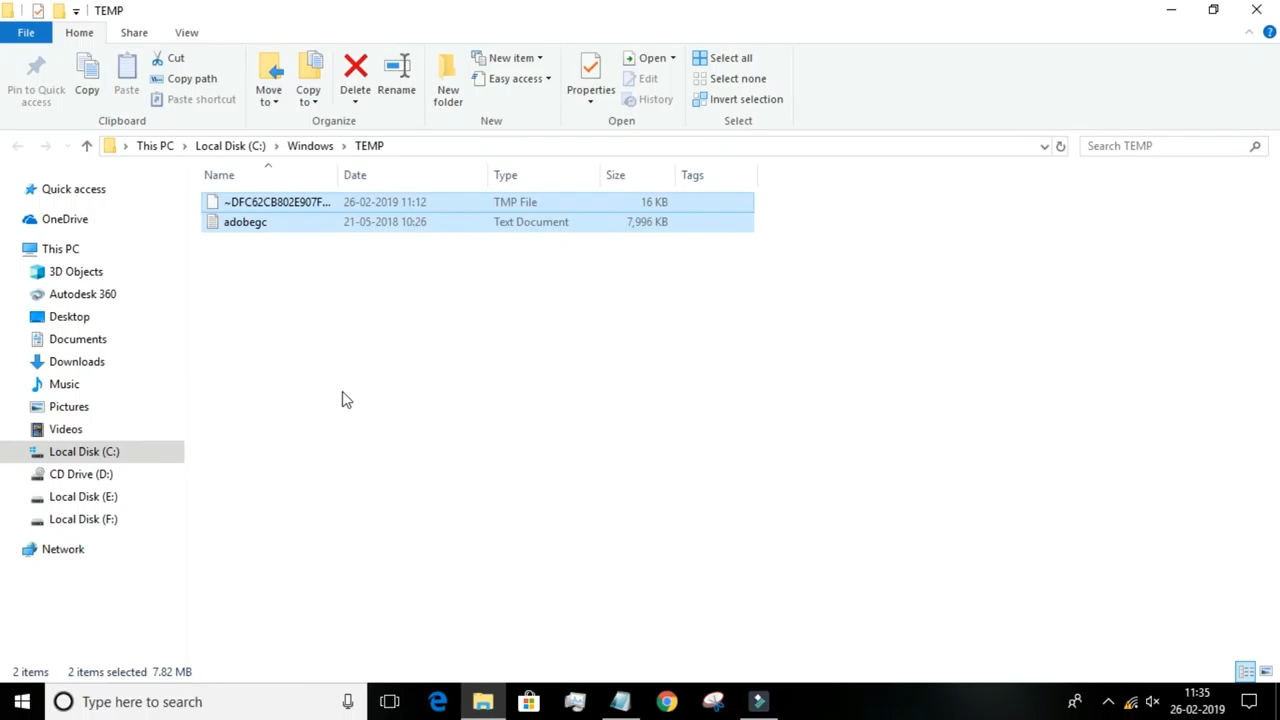 TEMP
File Home Share View
Pin to Quick access
Copy
Paste
Cut
Copy path
Paste shortcut
Clipboard
Move to
Copy to
Delete
Rename
Organize
New folder
New item
Easy access
New
Properties
Open
Edit
History
Open
Select all
Select none
Invert selection
Select
This PC > Local Disk (C:) > Windows > TEMP
Search TEMP
Name Date Type Size Tags
~DFC62CB802E907F... 26-02-2019 11:12 TMP File 16 KB
adobegc 21-05-2018 10:26 Text Document 7,996 KB
Quick access
OneDrive
This PC
3D Objects
Autodesk 360
Desktop
Documents
Downloads
Music
Pictures
Videos
Local Disk (C:)
CD Drive (D:)
Local Disk (E:)
Local Disk (F:)
Network
2 items 2 items selected 7.82 MB
Type here to search
11:35
26-02-2019